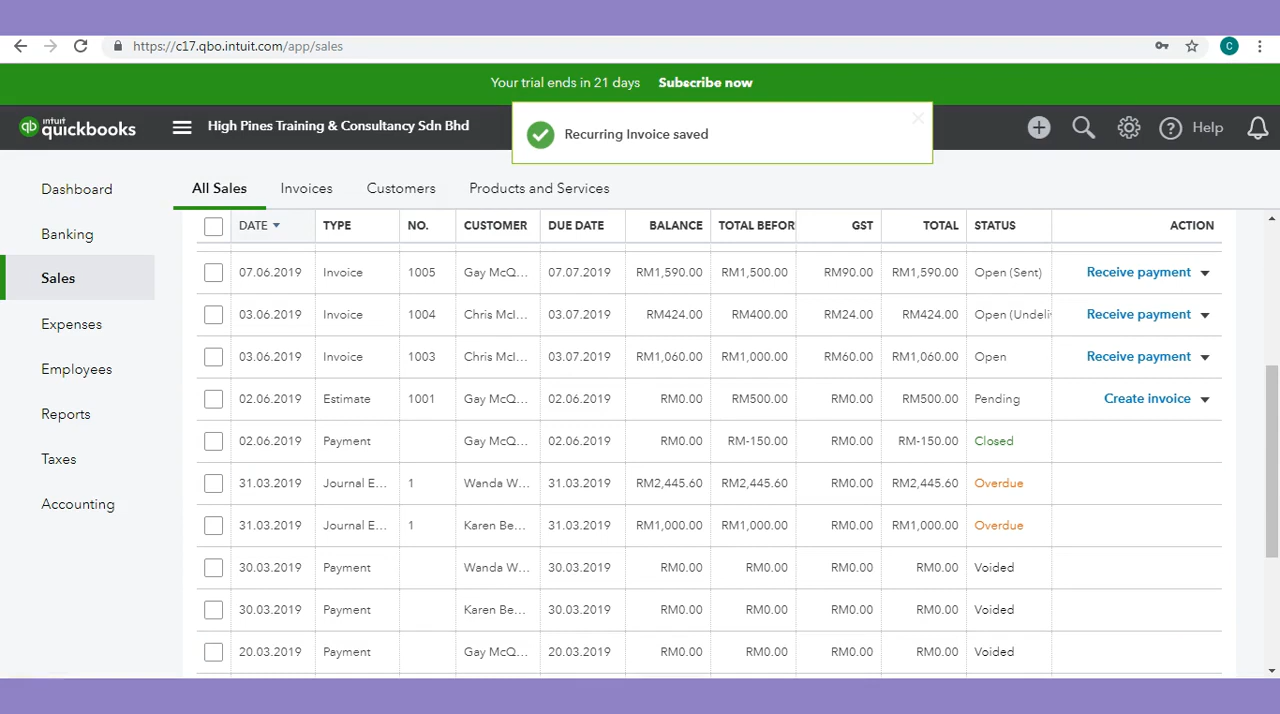 https://c17.qbo.intuit.com/app/sales
C
Your trial ends in 21 days Subscribe now
qb intuit quickbooks High Pines Training & Consultancy Sdn Bhd Recurring Invoice saved Help
Dashboard
Banking
Sales
Expenses
Employees
Reports
Taxes
Accounting
All Sales Invoices Customers Products and Services
DATE TYPE NO. CUSTOMER DUE DATE BALANCE TOTAL BEFOR GST TOTAL STATUS ACTION
07.06.2019 Invoice 1005 Gay McQ... 07.07.2019 RM1,590.00 RM1,500.00 RM90.00 RM1,590.00 Open (Sent) Receive payment
03.06.2019 Invoice 1004 Chris McI... 03.07.2019 RM424.00 RM400.00 RM24.00 RM424.00 Open (Undeli Receive payment
03.06.2019 Invoice 1003 Chris McI... 03.07.2019 RM1,060.00 RM1,000.00 RM60.00 RM1,060.00 Open Receive payment
02.06.2019 Estimate 1001 Gay McQ... 02.06.2019 RM0.00 RM500.00 RM0.00 RM500.00 Pending Create invoice
02.06.2019 Payment Gay McQ... 02.06.2019 RM0.00 RM-150.00 RM0.00 RM-150.00 Closed
31.03.2019 Journal E... 1 Wanda W... 31.03.2019 RM2,445.60 RM2,445.60 RM0.00 RM2,445.60 Overdue
31.03.2019 Journal E... 1 Karen Be... 31.03.2019 RM1,000.00 RM1,000.00 RM0.00 RM1,000.00 Overdue
30.03.2019 Payment Wanda W... 30.03.2019 RM0.00 RM0.00 RM0.00 RM0.00 Voided
30.03.2019 Payment Karen Be... 30.03.2019 RM0.00 RM0.00 RM0.00 RM0.00 Voided
20.03.2019 Payment Gay McQ... 20.03.2019 RM0.00 RM0.00 RM0.00 RM0.00 Voided